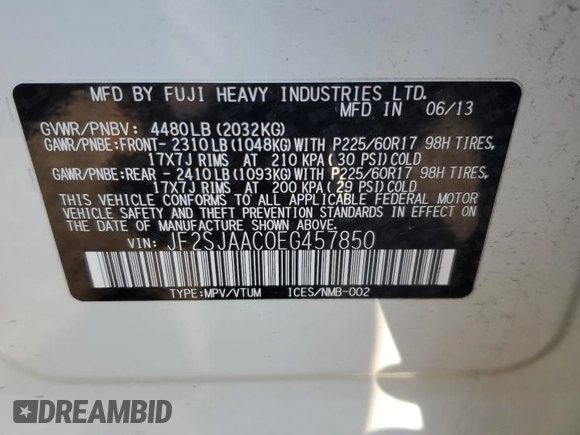 MFD BY FUJI HEAVY INDUSTRIES LTD.
MFD IN 06/13
GVWR/PNBV: 4480LB (2032KG)
GAWR/PNBE:FRONT- 2310LB (1048KG) WITH P225/60R17 98H TIRES,
17X7J RIMS AT 210 KPA (30 PSI) COLD
GAWR/PNBE:REAR - 2410LB (1093KG) WITH P225/60R17 98H TIRES,
17X7J RIMS AT 200 KPA (29 PSI) COLD
THIS VEHICLE CONFORMS TO ALL APPLICABLE FEDERAL MOTOR
VEHICLE SAFETY AND THEFT PREVENTION STANDARDS IN EFFECT
ON THE DATE OF MANUFACTURE SHOWN ABOVE.
VIN: JF2SJAAC0EG457850
TYPE:MPV/VTUM ICES/NMB-002
DREAMBID